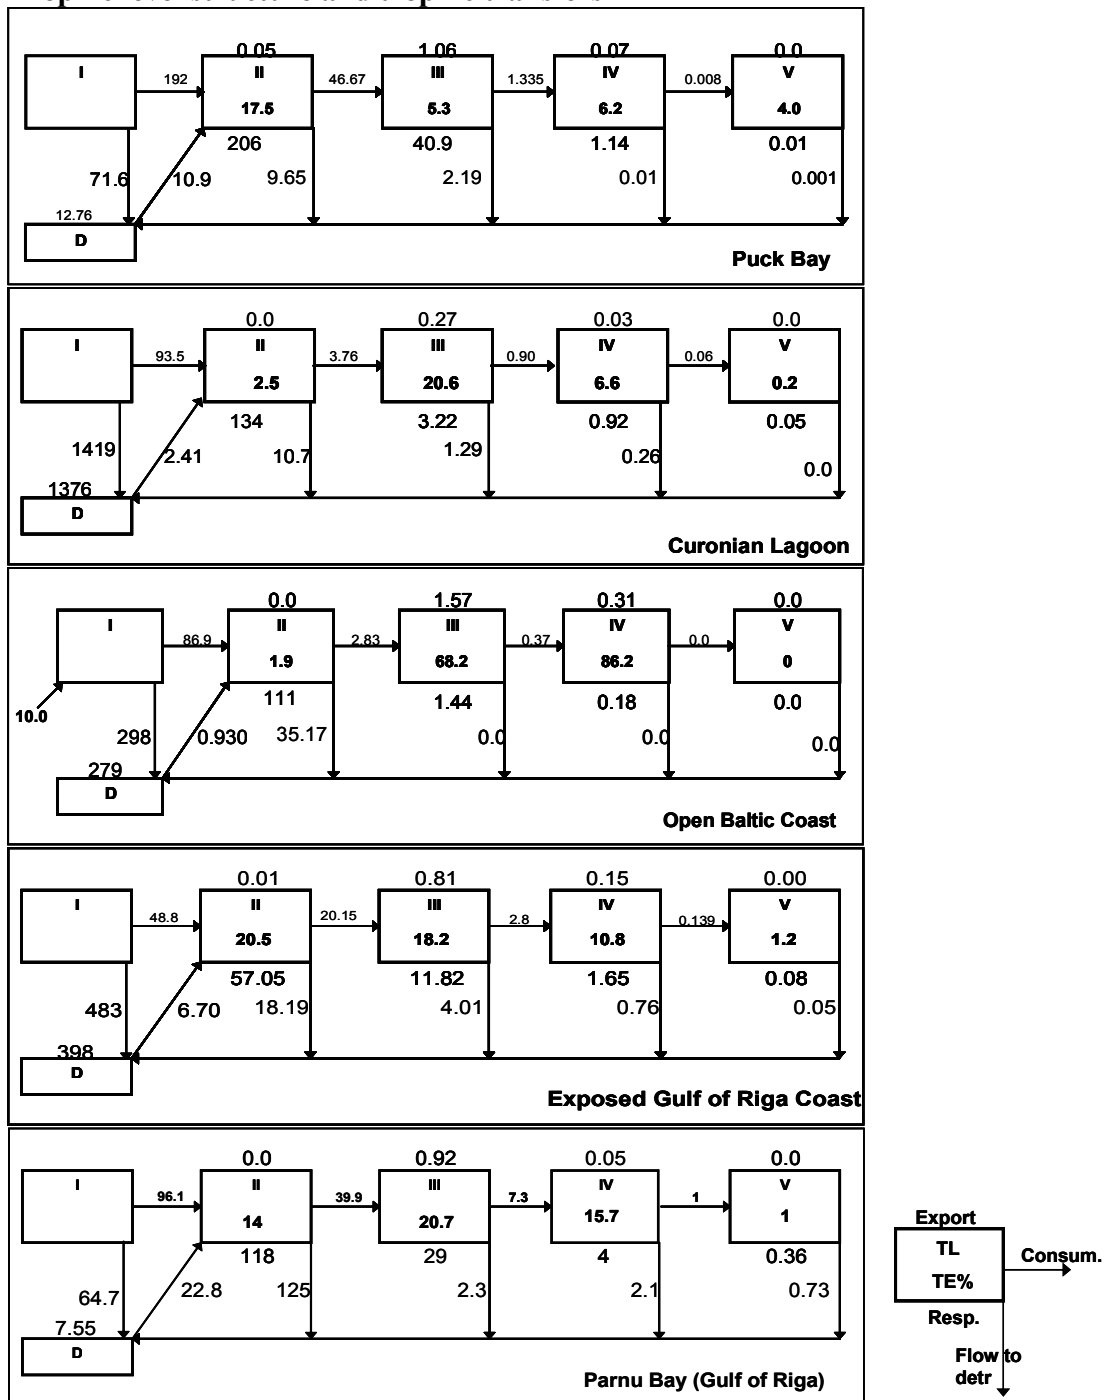 0.05 1.06 0.07 0.0
I 192 II 46.67 III 1.335 IV 0.008 V
17.5 5.3 6.2 4.0
206 40.9 1.14 0.01
71.6 10.9 9.65 2.19 0.01 0.001
12.76
D
Puck Bay
0.0 0.27 0.03 0.0
I 93.5 II 3.76 III 0.90 IV 0.06 V
2.5 20.6 6.6 0.2
134 3.22 0.92 0.05
1419 2.41 10.7 1.29 0.26 0.0
1376
D
Curonian Lagoon
0.0 1.57 0.31 0.0
I 86.9 II 2.83 III 0.37 IV 0.0 V
1.9 68.2 86.2 0
111 1.44 0.18 0.0
10.0
298 0.930 35.17 0.0 0.0 0.0
279
D
Open Baltic Coast
0.01 0.81 0.15 0.00
I 48.8 II 20.15 III 2.8 IV 0.139 V
20.5 18.2 10.8 1.2
57.05 11.82 1.65 0.08
483 6.70 18.19 4.01 0.76 0.05
398
D
Exposed Gulf of Riga Coast
0.0 0.92 0.05 0.0
I 96.1 II 39.9 III 7.3 IV 1 V
14 20.7 15.7 1
118 29 4 0.36
64.7 22.8 125 2.3 2.1 0.73
7.55
D
Parnu Bay (Gulf of Riga)
Export
TL
TE%
Consum.
Resp.
Flow to
detr